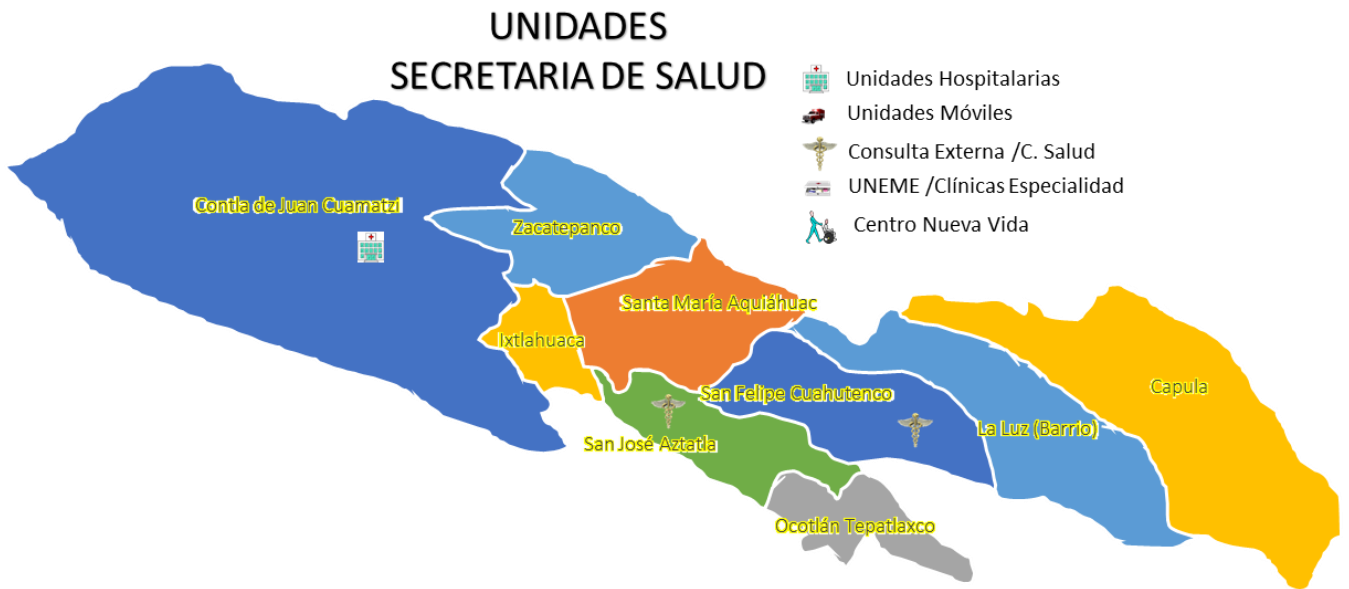 UNIDADES
SECRETARIA DE SALUD
Unidades Hospitalarias
Unidades Móviles
Consulta Externa /C. Salud
UNEME /Clínicas Especialidad
Centro Nueva Vida
Contla de Juan Cuamatzi
Zacatepanco
Santa María Aquiáhuac
Ixtlahuaca
San Felipe Cuahutenco
Capula
La Luz (Barrio)
San José Aztatla
Ocotlán Tepatlaxco